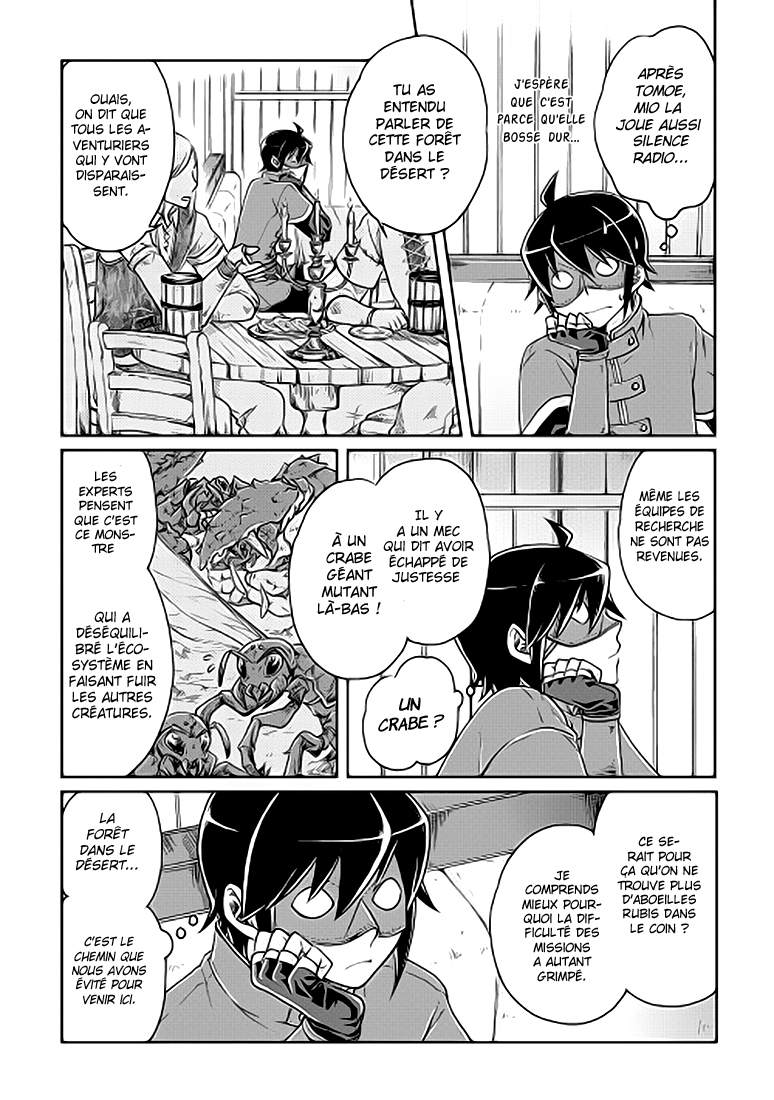 APRÈS
TOMOE,
MIO LA
JOUE AUSSI
SILENCE
RADIO...
J'ESPÈRE
QUE C'EST
PARCE QU'ELLE
BOSSE DUR...
TU AS
ENTENDU
PARLER DE
CETTE FORÊT
DANS LE
DÉSERT ?
OUAIS,
ON DIT QUE
TOUS LES A-
VENTURIERS
QUI Y VONT
DISPARAIS-
SENT.
MÊME LES
ÉQUIPES DE
RECHERCHE
NE SONT PAS
REVENUES.
IL Y
A UN MEC
QUI DIT AVOIR
ÉCHAPPÉ DE
JUSTESSE
À UN
CRABE
GÉANT
MUTANT
LÀ-BAS !
UN
CRABE ?
LES
EXPERTS
PENSENT
QUE C'EST
CE MONS-
TRE
QUI A
DÉSÉQUILI-
BRÉ L'ÉCO-
SYSTÈME EN
FAISANT FUIR
LES AUTRES
CRÉATURES.
CE SE-
RAIT POUR
ÇA QU'ON NE
TROUVE PLUS
D'ABOEILLES
RUBIS DANS
LE COIN ?
JE
COMPRENDS
MIEUX POUR-
QUOI LA DIF-
FICULTÉ DES
MISSIONS
A AUTANT
GRIMPÉ.
LA
FORÊT
DANS LE
DÉSERT...
C'EST LE
CHEMIN QUE
NOUS AVONS
ÉVITÉ POUR
VENIR ICI.